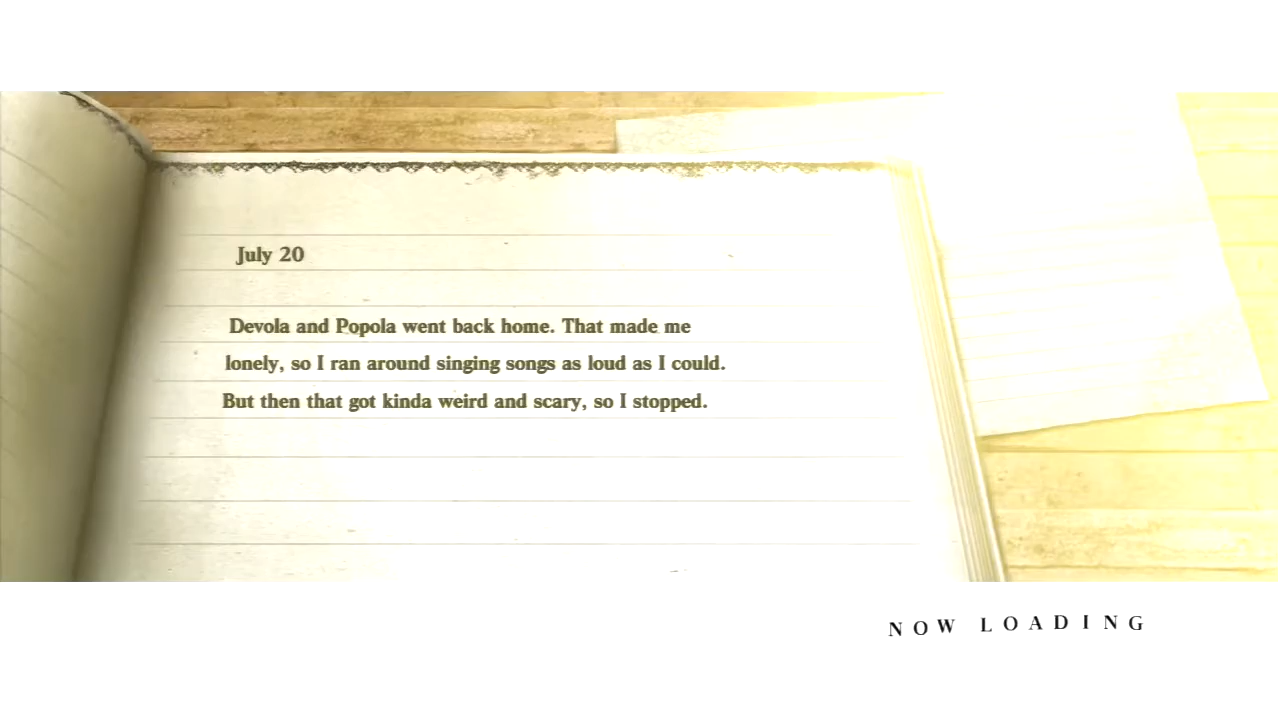 July 20
Devola and Popola went back home. That made me
lonely, so I ran around singing songs as loud as I could.
But then that got kinda weird and scary, so I stopped.
NOW LOADING